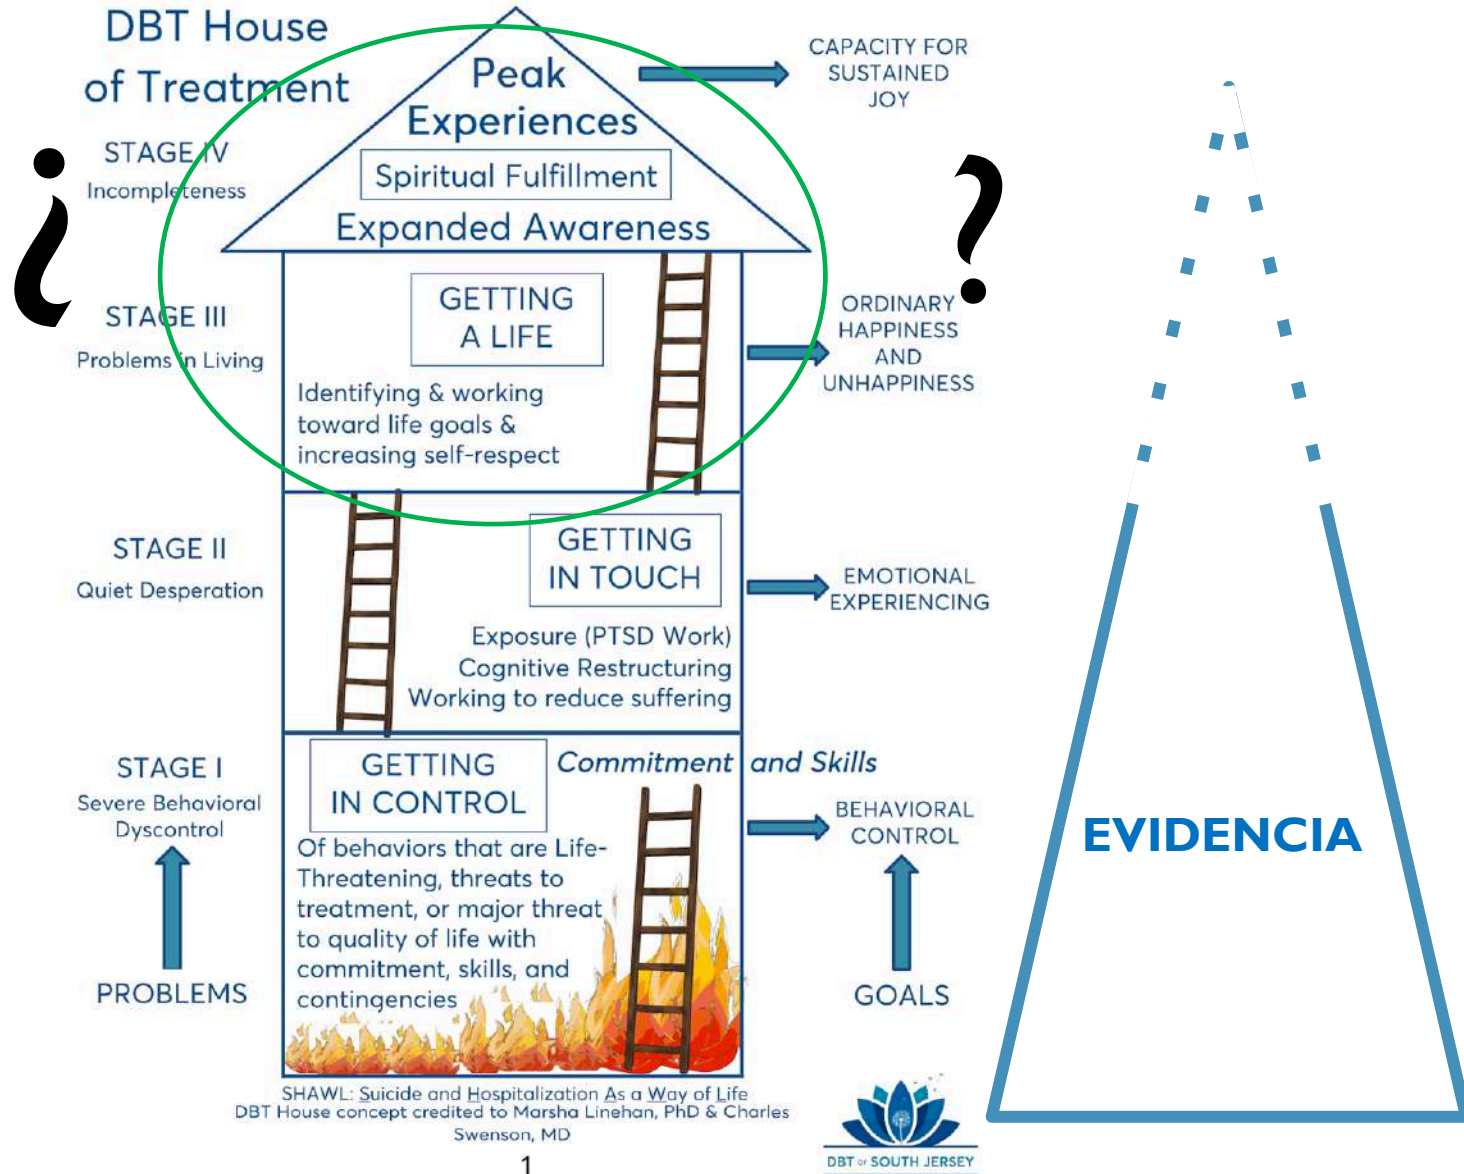 DBT House
of Treatment
STAGE IV
Incompleteness
Peak
Experiences
Spiritual Fulfillment
Expanded Awareness
CAPACITY FOR
SUSTAINED
JOY
¿
?
STAGE III
Problems in Living
GETTING
A LIFE
Identifying & working
toward life goals &
increasing self-respect
ORDINARY
HAPPINESS
AND
UNHAPPINESS
STAGE II
Quiet Desperation
GETTING
IN TOUCH
Exposure (PTSD Work)
Cognitive Restructuring
Working to reduce suffering
EMOTIONAL
EXPERIENCING
STAGE I
Severe Behavioral
Dyscontrol
PROBLEMS
GETTING
IN CONTROL
Commitment and Skills
Of behaviors that are Life-
Threatening, threats to
treatment, or major threat
to quality of life with
commitment, skills, and
contingencies
BEHAVIORAL
CONTROL
GOALS
EVIDENCIA
SHAWL: Suicide and Hospitalization As a Way of Life
DBT House concept credited to Marsha Linehan, PhD & Charles
Swenson, MD
1
DBT OF SOUTH JERSEY